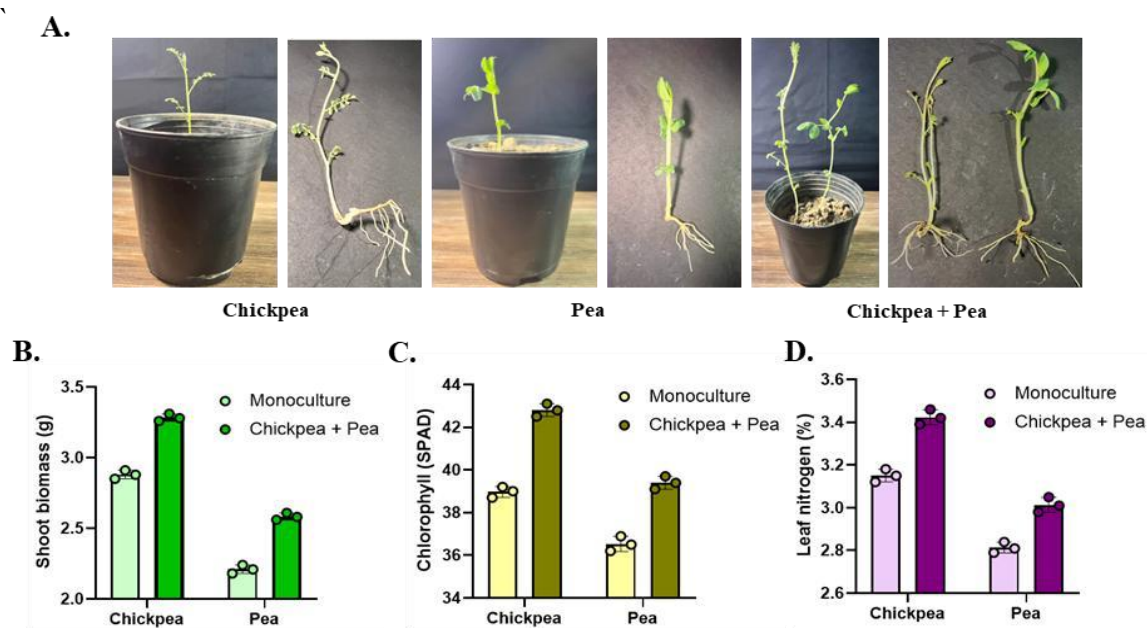 `
A.
Chickpea
Pea
Chickpea + Pea
B.
Shoot biomass (g)
3.5
3.0
2.5
2.0
Monoculture
Chickpea + Pea
Chickpea
Pea
C.
Chlorophyll (SPAD)
44
42
40
38
36
34
Monoculture
Chickpea + Pea
Chickpea
Pea
D.
Leaf nitrogen (%)
3.6
3.4
3.2
3.0
2.8
2.6
Monoculture
Chickpea + Pea
Chickpea
Pea